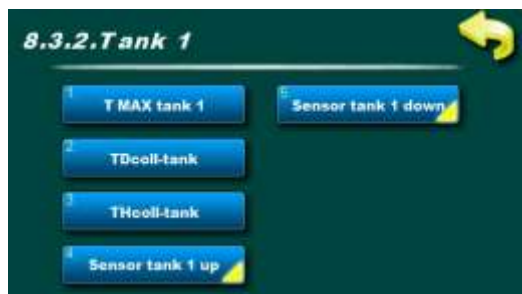 8.3.2.Tank 1
1
T MAX tank 1
2
TDcoll-tank
3
THcoll-tank
4
Sensor tank 1 up
5
Sensor tank 1 down